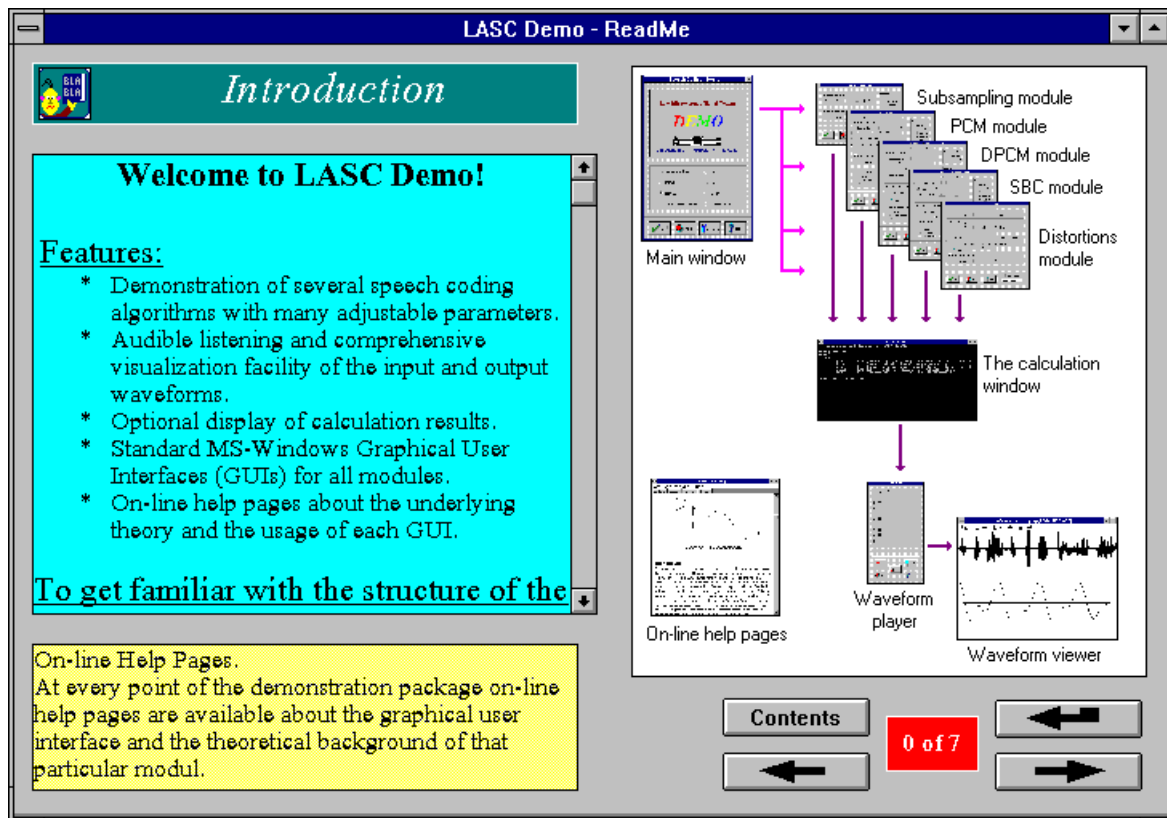 LASC Demo - ReadMe
BLA
BLA
Introduction
Welcome to LASC Demo!
Features:
* Demonstration of several speech coding
algorithms with many adjustable parameters.
* Audible listening and comprehensive
visualization facility of the input and output
waveforms.
* Optional display of calculation results.
* Standard MS-Windows Graphical User
Interfaces (GUIs) for all modules.
* On-line help pages about the underlying
theory and the usage of each GUI.
To get familiar with the structure of the
On-line Help Pages.
At every point of the demonstration package on-line
help pages are available about the graphical user
interface and the theoretical background of that
particular modul.
DEMO
Main window
Subsampling module
PCM module
DPCM module
SBC module
Distortions
module
The calculation
window
On-line help pages
Waveform
player
Waveform viewer
Contents
0 of 7